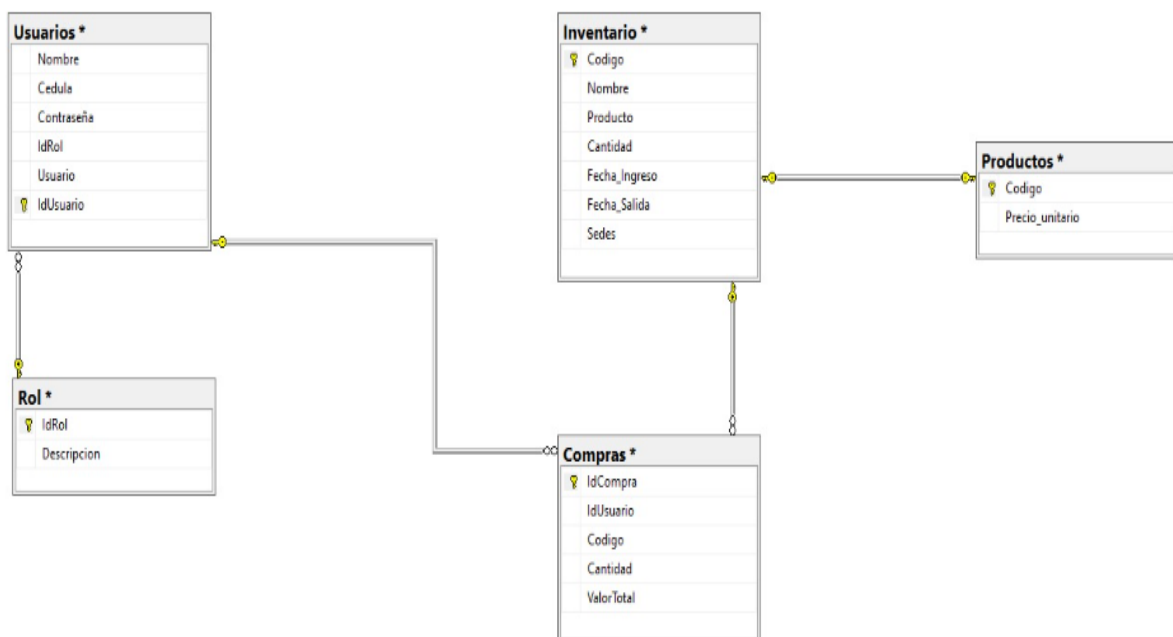 Usuarios *
Nombre
Cedula
Contraseña
IdRol
Usuario
IdUsuario
Inventario *
Codigo
Nombre
Producto
Cantidad
Fecha_Ingreso
Fecha_Salida
Sedes
Productos *
Codigo
Precio_unitario
Rol *
IdRol
Descripcion
Compras *
IdCompra
IdUsuario
Codigo
Cantidad
ValorTotal